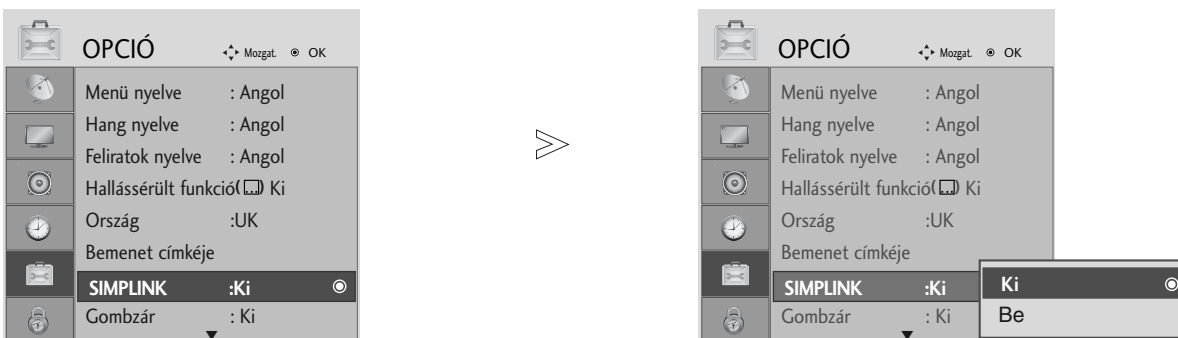 OPCIÓ Mozgat. OK
Menü nyelve : Angol
Hang nyelve : Angol
Feliratok nyelve : Angol
Hallássérült funkció( ) Ki
Ország :UK
Bemenet címkéje
SIMPLINK :Ki
Gombzár : Ki
OPCIÓ Mozgat. OK
Menü nyelve : Angol
Hang nyelve : Angol
Feliratok nyelve : Angol
Hallássérült funkció( ) Ki
Ország :UK
Bemenet címkéje
SIMPLINK :Ki
Gombzár : Ki
Ki
Be